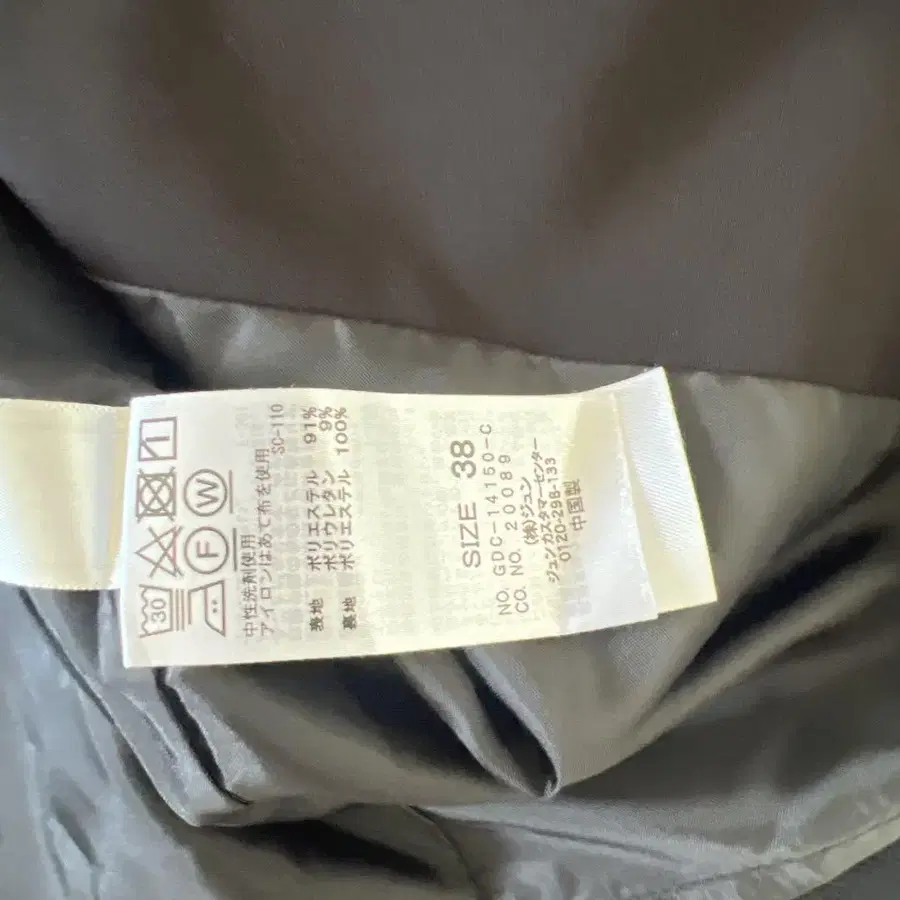 30
F
W
中性洗剤使用
アイロンはあて布を使用
SC-110
表地 ポリエステル 91%
ポリウレタン 9%
裏地 ポリエステル 100%
SIZE 38
NO. GDC-14150-C
CO. NO. 20089
(株)ジュン
ジュンカスタマーセンター
0120-298-133
中国製